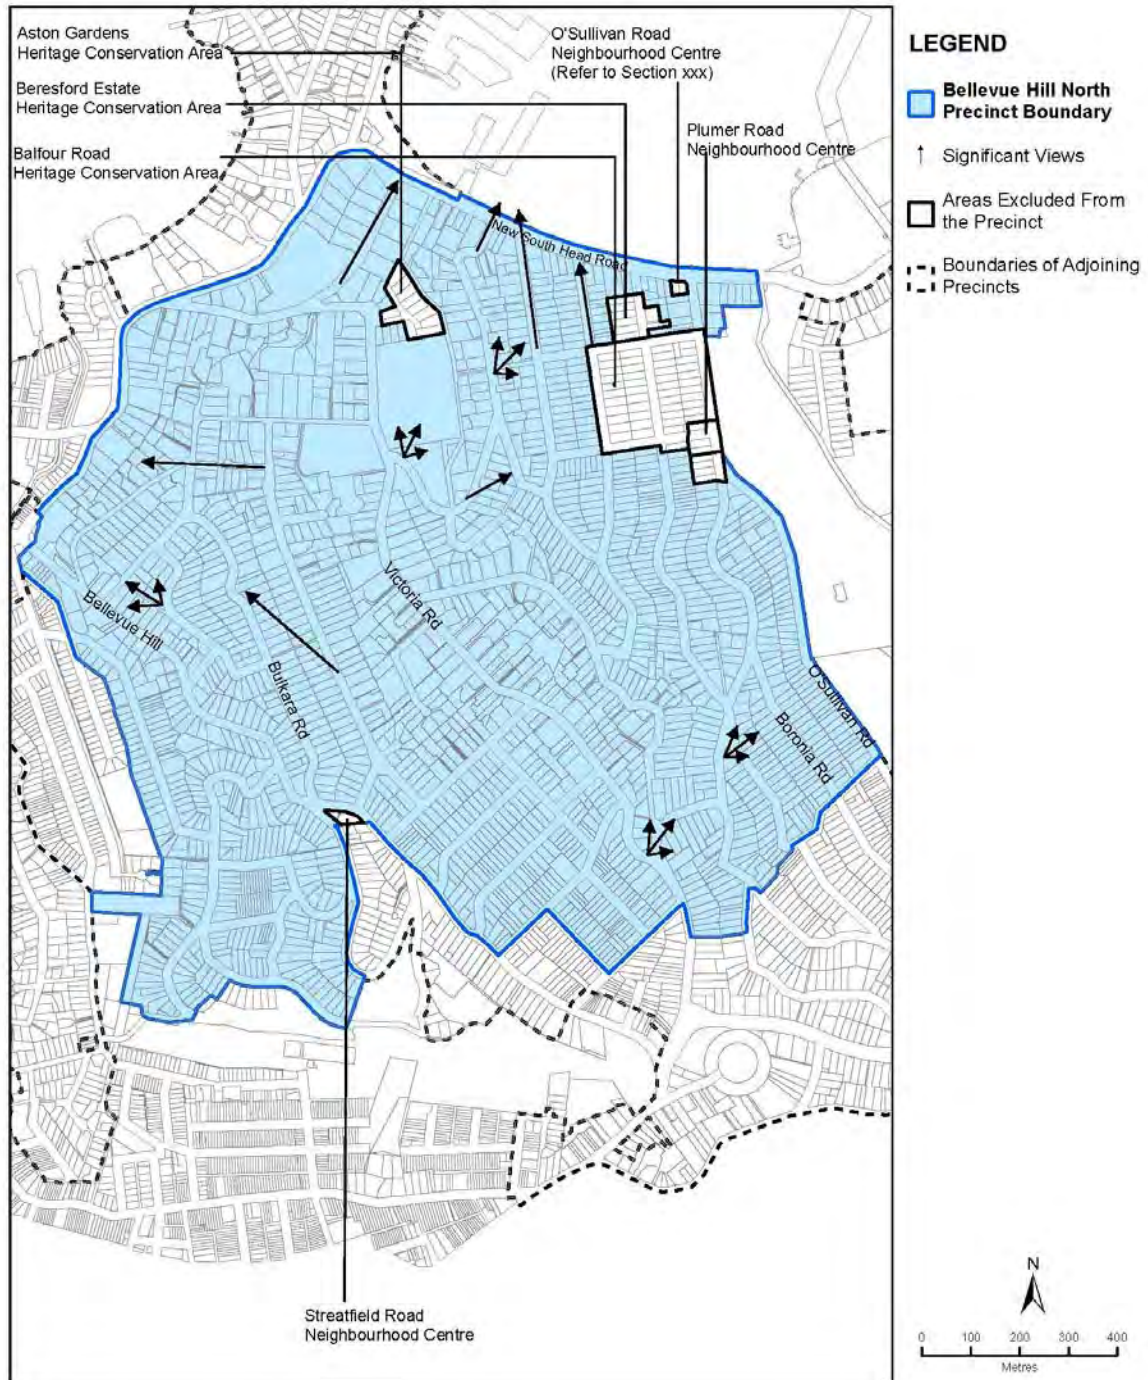 Aston Gardens
Heritage Conservation Area
Beresford Estate
Heritage Conservation Area
Balfour Road
Heritage Conservation Area
O'Sullivan Road
Neighbourhood Centre
(Refer to Section xxx)
Plumer Road
Neighbourhood Centre
New South Head Road
Victoria Rd
Bellevue Hill
Bulkara Rd
O'Sullivan Rd
Boronia Rd
Streatfield Road
Neighbourhood Centre
LEGEND
Bellevue Hill North
Precinct Boundary
Significant Views
Areas Excluded From
the Precinct
Boundaries of Adjoining
Precincts
N
0 100 200 300 400
Metres